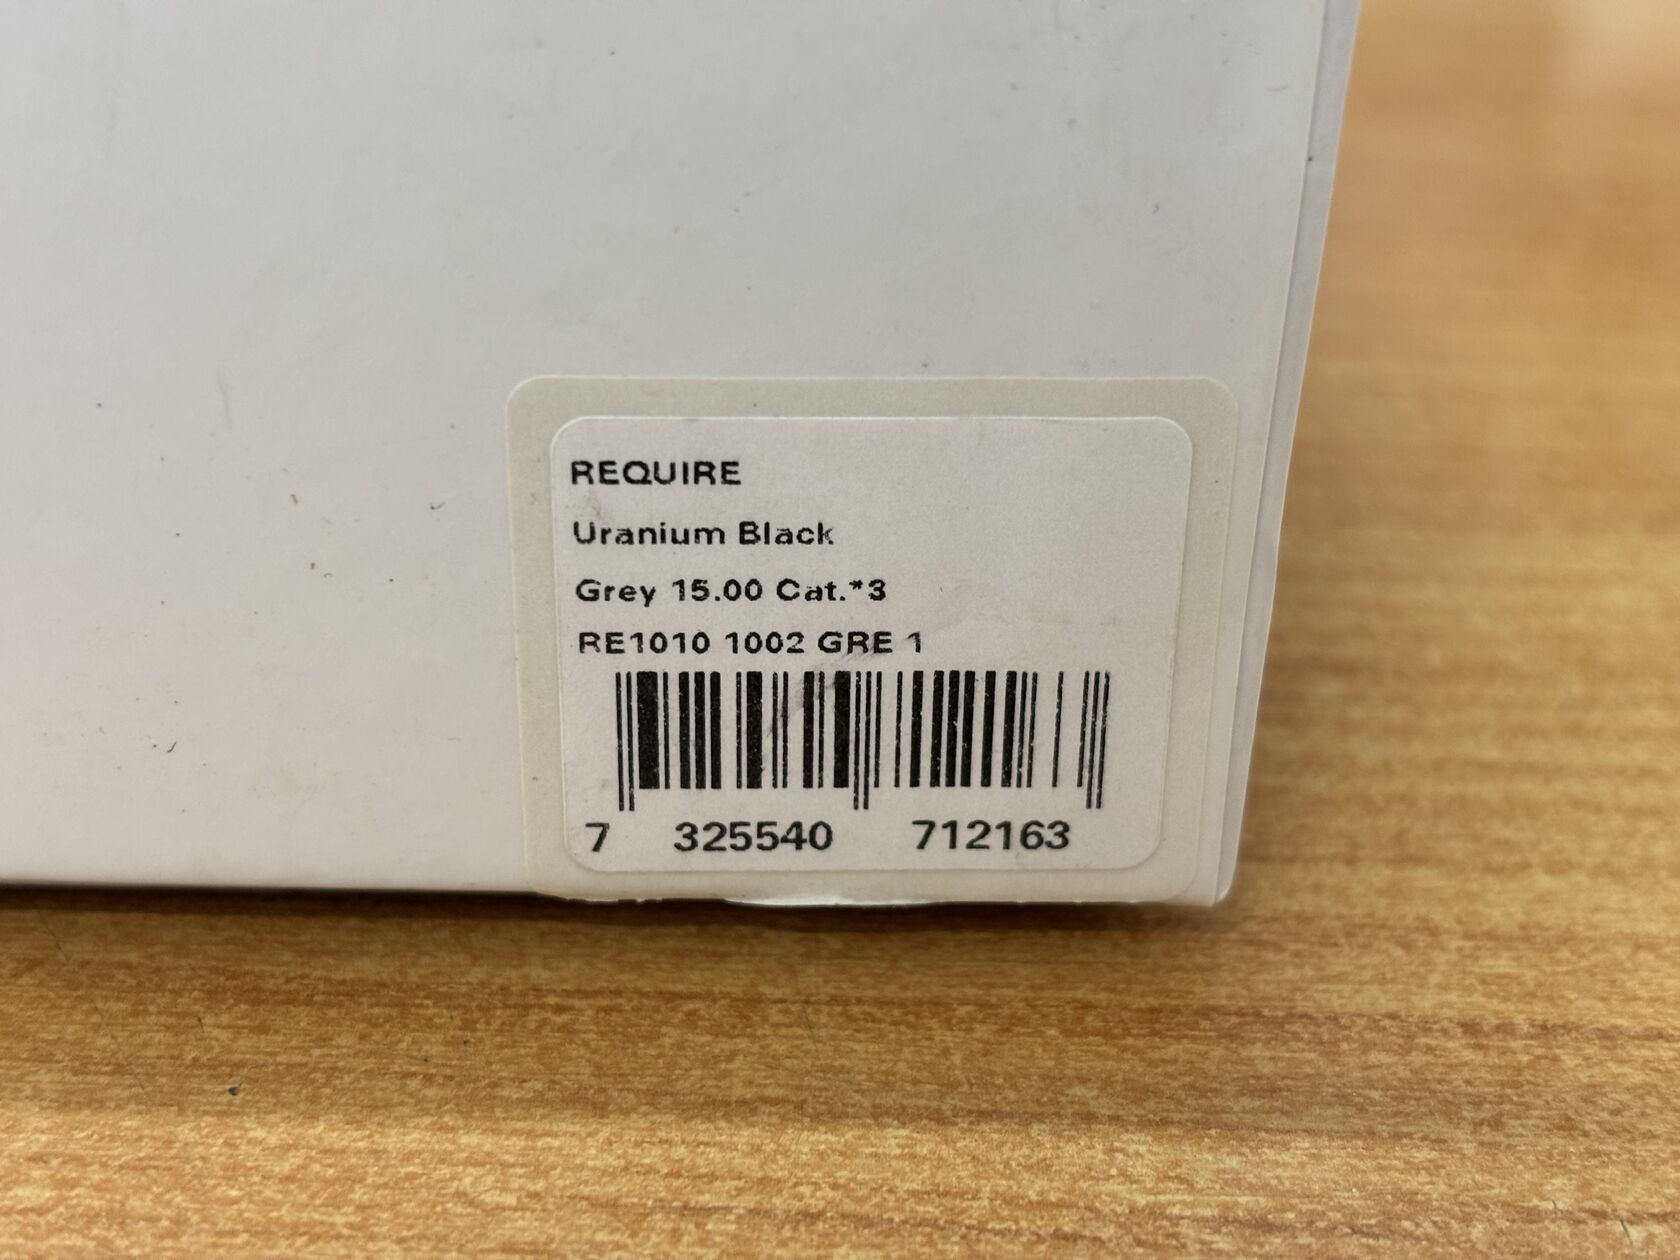 REQUIRE
Uranium Black
Grey 15.00 Cat.*3
RE1010 1002 GRE 1
7 325540 712163